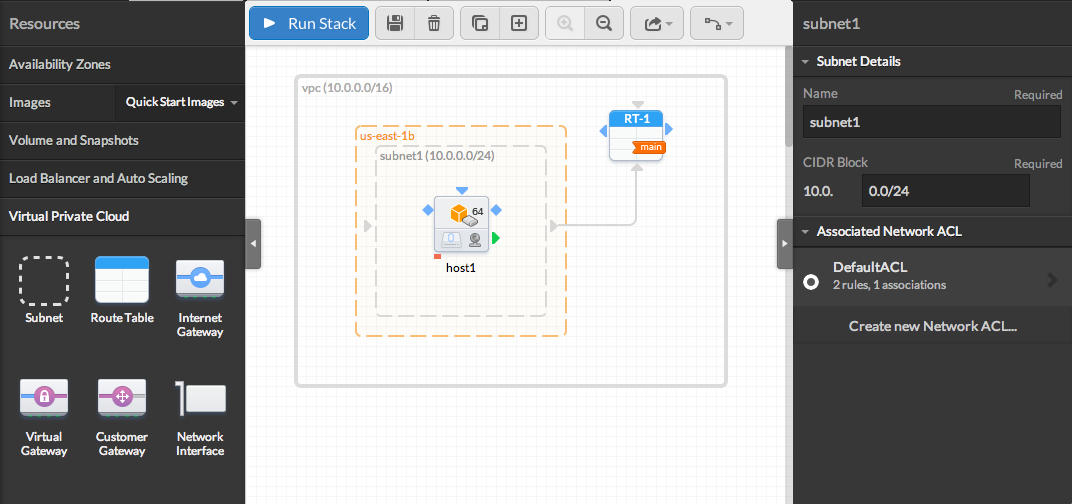 Resources
Availability Zones
Images
Quick Start Images
Volume and Snapshots
Load Balancer and Auto Scaling
Virtual Private Cloud
Subnet
Route Table
Internet
Gateway
Virtual
Gateway
Customer
Gateway
Network
Interface
Run Stack
vpc (10.0.0.0/16)
us-east-1b
subnet1 (10.0.0.0/24)
64
host1
RT-1
main
subnet1
Subnet Details
Name
Required
subnet1
CIDR Block
Required
10.0.
0.0/24
Associated Network ACL
DefaultACL
2 rules, 1 associations
Create new Network ACL...